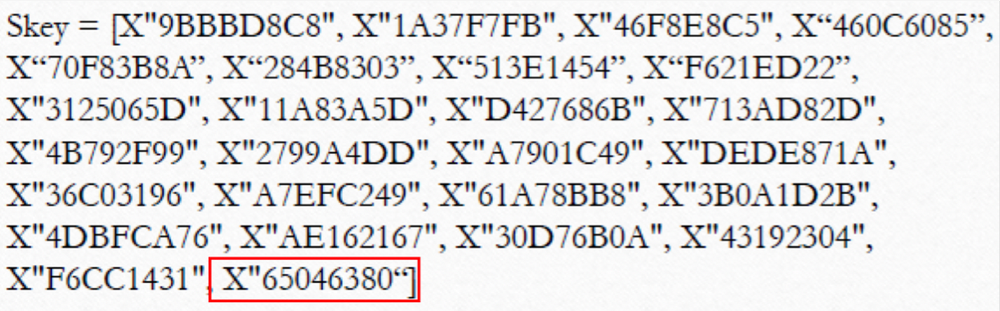 Skey = [X"9BBBD8C8", X"1A37F7FB", X"46F8E8C5", X“460C6085”,
X“70F83B8A”, X“284B8303”, X“513E1454”, X“F621ED22”,
X"3125065D", X"11A83A5D", X"D427686B", X"713AD82D",
X"4B792F99", X"2799A4DD", X"A7901C49", X"DEDE871A",
X"36C03196", X"A7EFC249", X"61A78BB8", X"3B0A1D2B",
X"4DBFCA76", X"AE162167", X"30D76B0A", X"43192304",
X"F6CC1431", X"65046380“]